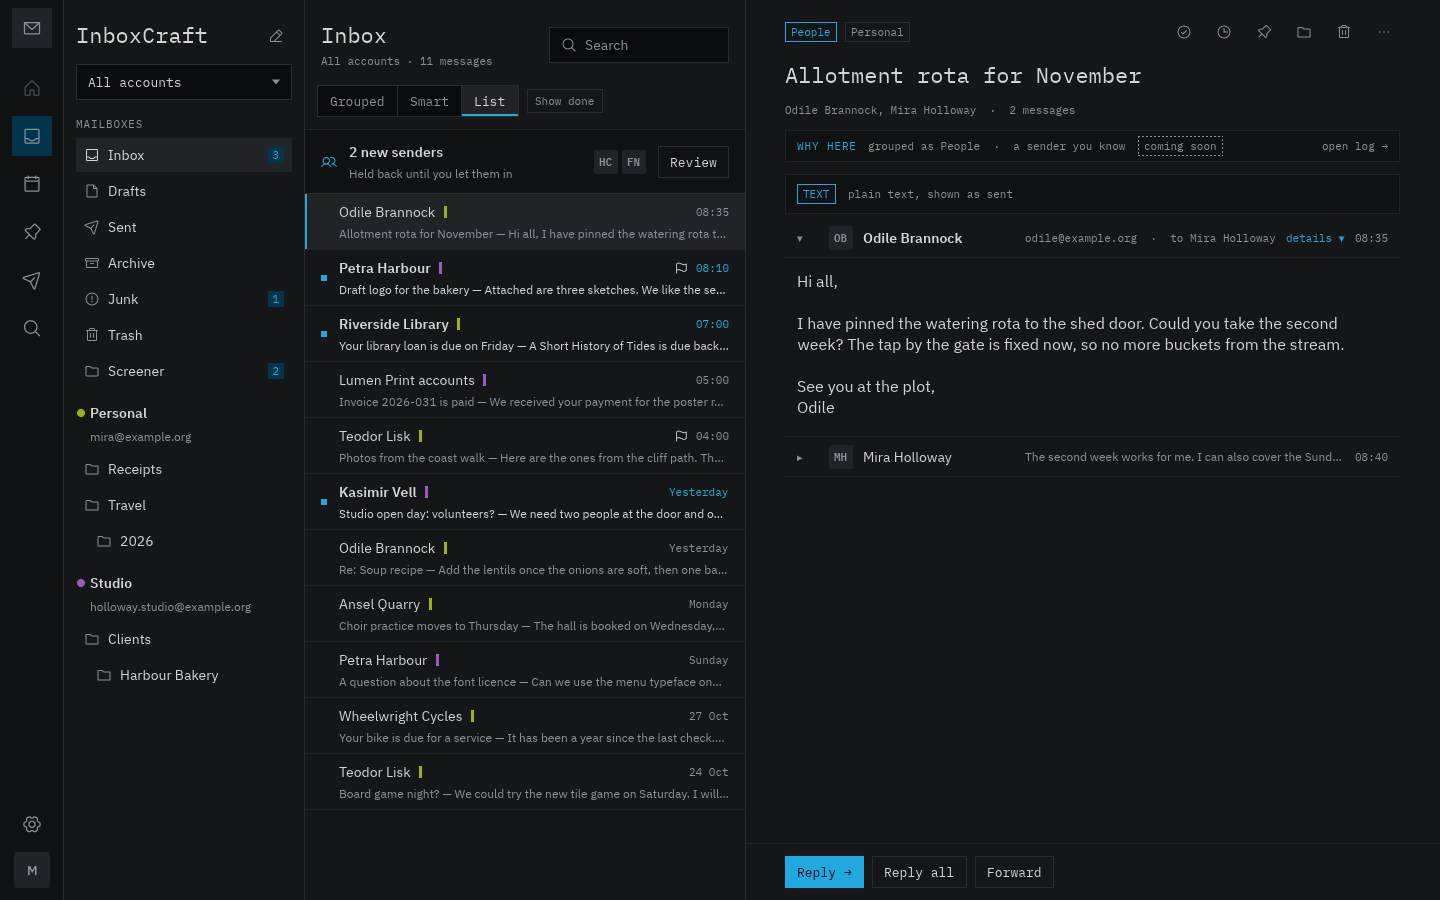 InboxCraft
All accounts
MAILBOXES
Inbox 3
Drafts
Sent
Archive
Junk 1
Trash
Screener 2
Personal
mira@example.org
Receipts
Travel
2026
Studio
holloway.studio@example.org
Clients
Harbour Bakery
M
Inbox
All accounts · 11 messages
Search
Grouped Smart List Show done
2 new senders
Held back until you let them in
HC FN Review
Odile Brannock 08:35
Allotment rota for November — Hi all, I have pinned the watering rota t...
Petra Harbour 08:10
Draft logo for the bakery — Attached are three sketches. We like the se...
Riverside Library 07:00
Your library loan is due on Friday — A Short History of Tides is due back...
Lumen Print accounts 05:00
Invoice 2026-031 is paid — We received your payment for the poster r...
Teodor Lisk 04:00
Photos from the coast walk — Here are the ones from the cliff path. Th...
Kasimir Vell Yesterday
Studio open day: volunteers? — We need two people at the door and o...
Odile Brannock Yesterday
Re: Soup recipe — Add the lentils once the onions are soft, then one ba...
Ansel Quarry Monday
Choir practice moves to Thursday — The hall is booked on Wednesday,...
Petra Harbour Sunday
A question about the font licence — Can we use the menu typeface on...
Wheelwright Cycles 27 Oct
Your bike is due for a service — It has been a year since the last check....
Teodor Lisk 24 Oct
Board game night? — We could try the new tile game on Saturday. I will...
People Personal
Allotment rota for November
Odile Brannock, Mira Holloway · 2 messages
WHY HERE grouped as People · a sender you know coming soon open log →
TEXT plain text, shown as sent
▾ OB Odile Brannock odile@example.org · to Mira Holloway details ▾ 08:35
Hi all,
I have pinned the watering rota to the shed door. Could you take the second
week? The tap by the gate is fixed now, so no more buckets from the stream.
See you at the plot,
Odile
▸ MH Mira Holloway The second week works for me. I can also cover the Sund... 08:40
Reply → Reply all Forward